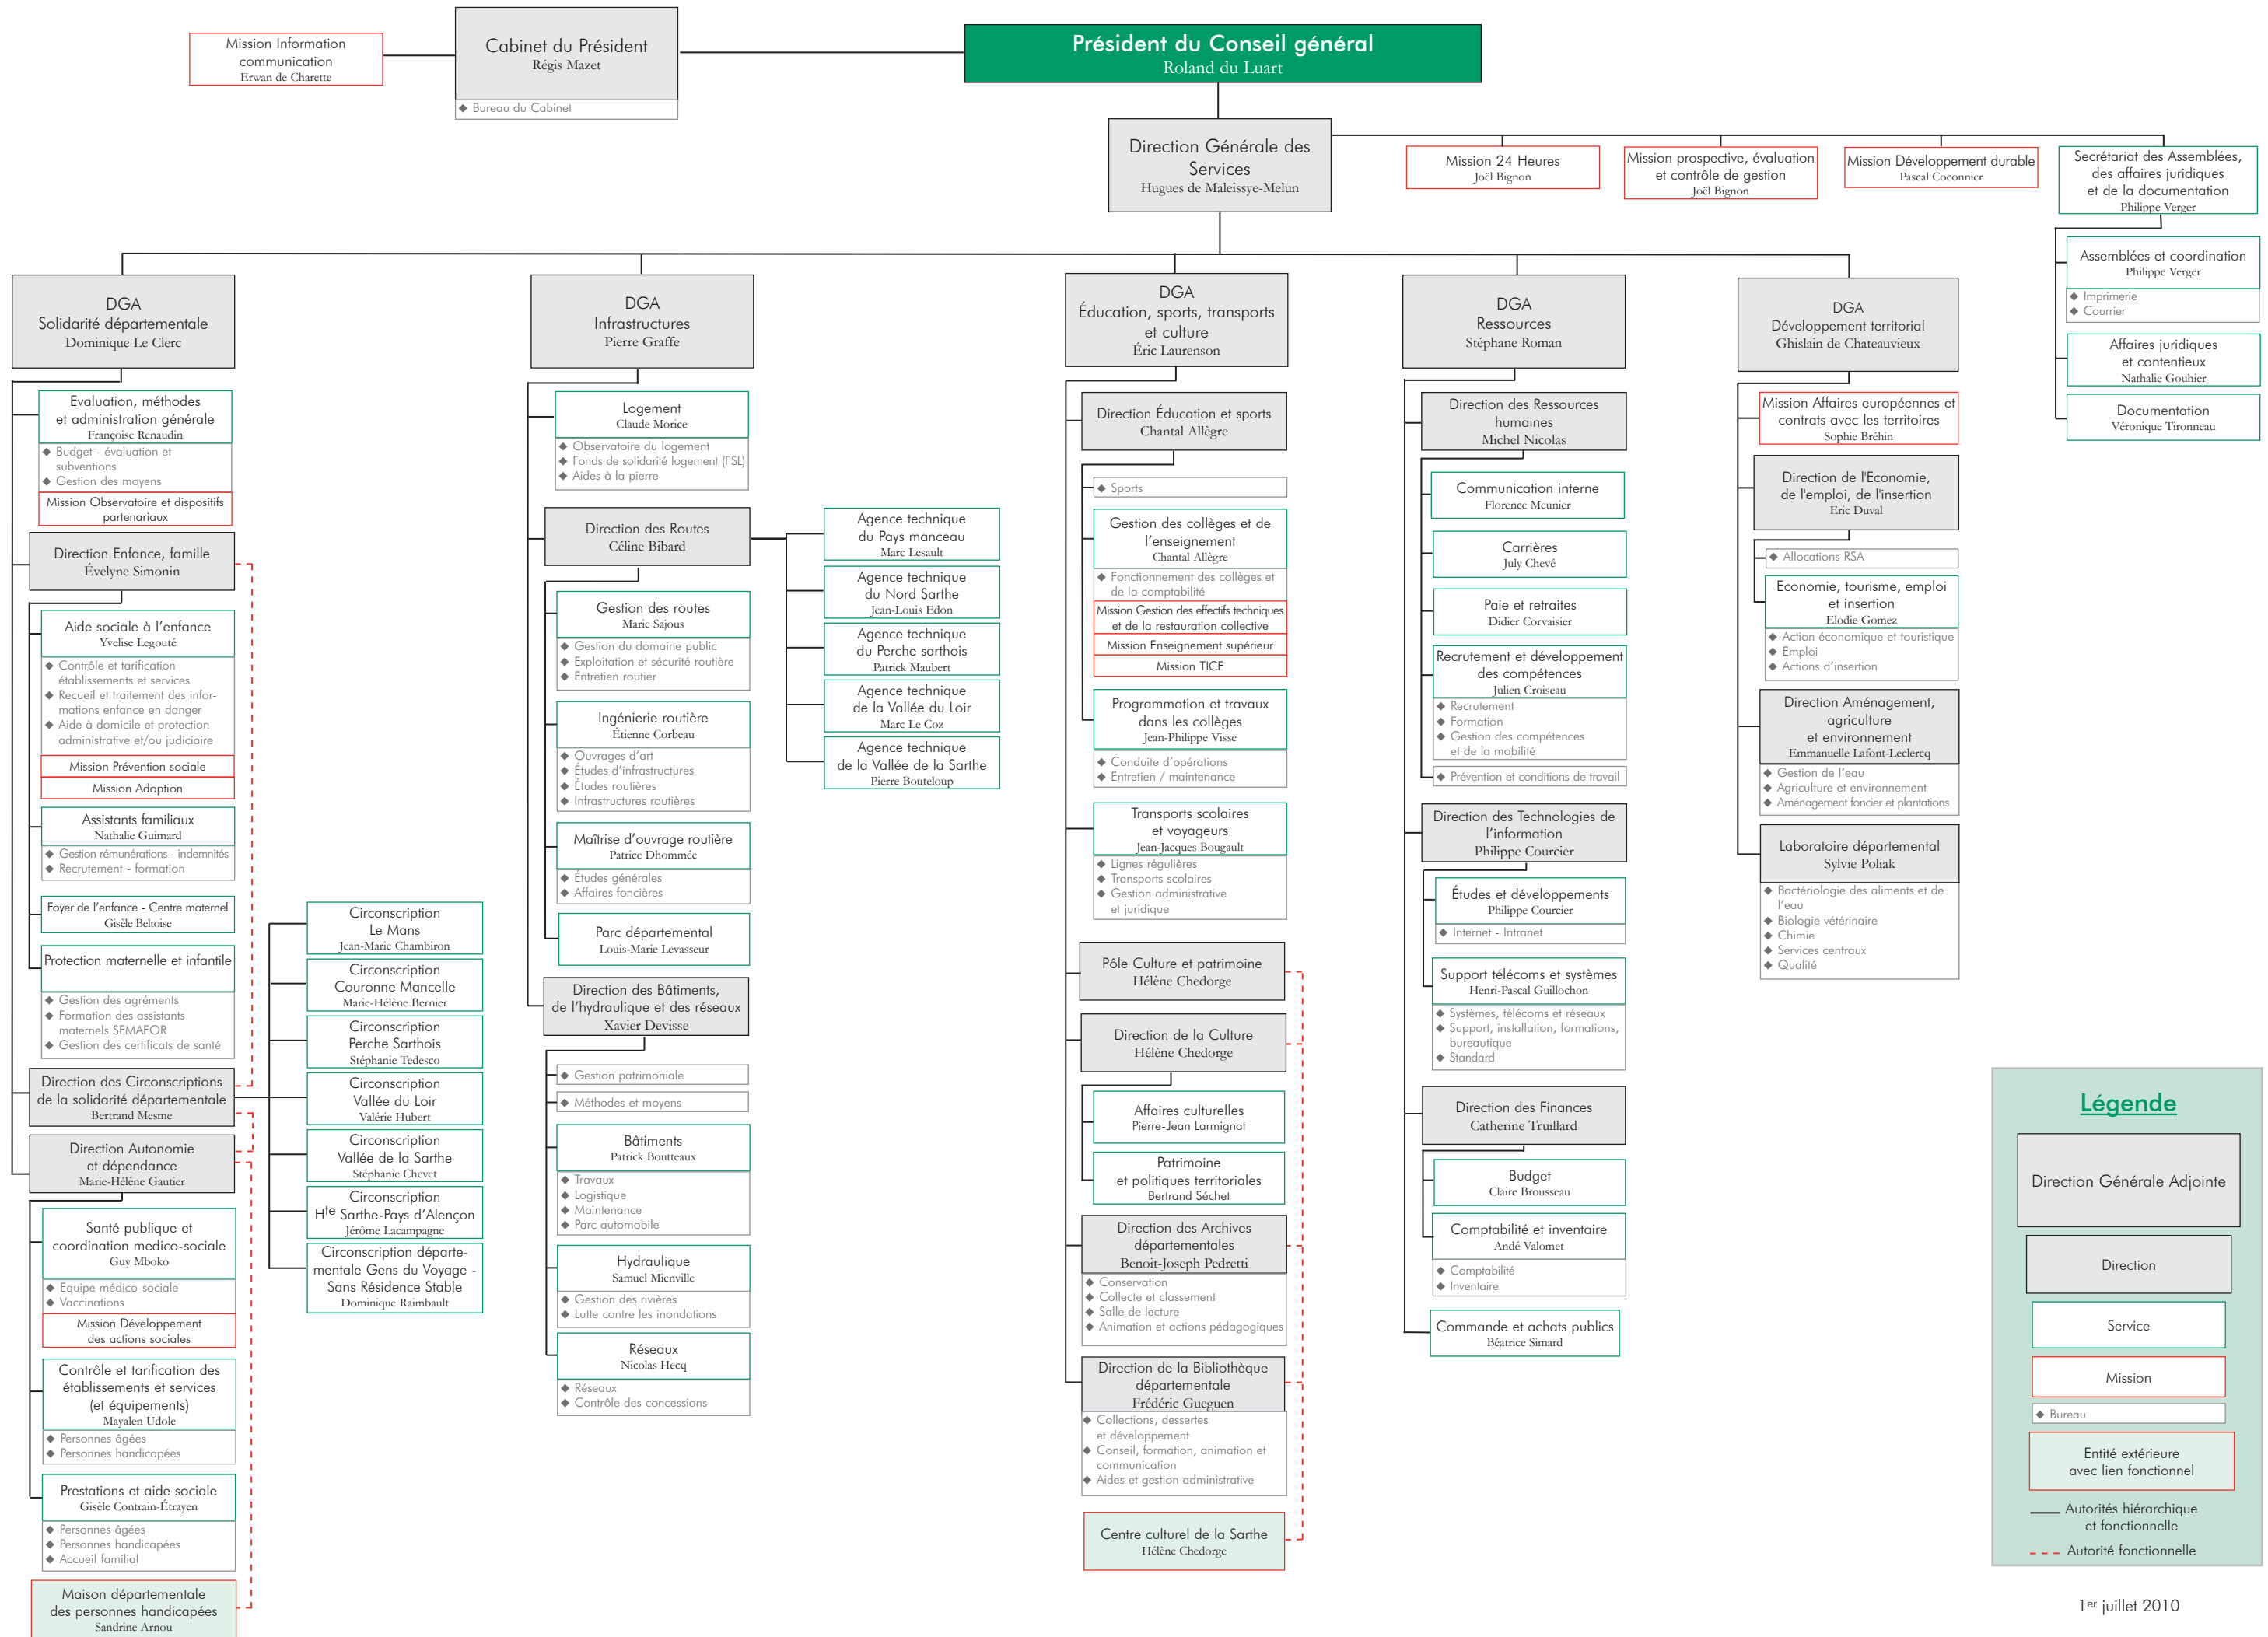 Mission Information
communication
Erwan de Charette
Cabinet du Président
Régis Mazet
◆ Bureau du Cabinet
Président du Conseil général
Roland du Luart
Direction Générale des
Services
Hugues de Maleissye-Melun
Mission 24 Heures
Joël Bignon
Mission prospective, évaluation
et contrôle de gestion
Joël Bignon
Mission Développement durable
Pascal Coconnier
Secrétariat des Assemblées,
des affaires juridiques
et de la documentation
Philippe Verger
Assemblées et coordination
Philippe Verger
◆ Imprimerie
◆ Courrier
Affaires juridiques
et contentieux
Nathalie Gouhier
Documentation
Véronique Tironneau
DGA
Solidarité départementale
Dominique Le Clerc
Evaluation, méthodes
et administration générale
Françoise Renaudin
◆ Budget - évaluation et
subventions
◆ Gestion des moyens
Mission Observatoire et dispositifs
partenariaux
Direction Enfance, famille
Évelyne Simonin
Aide sociale à l’enfance
Yvelise Legouté
◆ Contrôle et tarification
établissements et services
◆ Recueil et traitement des infor-
mations enfance en danger
◆ Aide à domicile et protection
administrative et/ou judiciaire
Mission Prévention sociale
Mission Adoption
Assistants familiaux
Nathalie Guimard
◆ Gestion rémunérations - indemnités
◆ Recrutement - formation
Foyer de l’enfance - Centre maternel
Gisèle Beltoise
Protection maternelle et infantile
◆ Gestion des agréments
◆ Formation des assistants
maternels SEMAFOR
◆ Gestion des certificats de santé
Direction des Circonscriptions
de la solidarité départementale
Bertrand Mesme
Circonscription
Le Mans
Jean-Marie Chambiron
Circonscription
Couronne Mancelle
Marie-Hélène Bernier
Circonscription
Perche Sarthois
Stéphanie Tedesco
Circonscription
Vallée du Loir
Valérie Hubert
Circonscription
Vallée de la Sarthe
Stéphanie Chevet
Circonscription
Hte Sarthe-Pays d’Alençon
Jérôme Lacampagne
Circonscription départe-
mentale Gens du Voyage -
Sans Résidence Stable
Dominique Raimbault
Direction Autonomie
et dépendance
Marie-Hélène Gautier
Santé publique et
coordination medico-sociale
Guy Mboko
◆ Equipe médico-sociale
◆ Vaccinations
Mission Développement
des actions sociales
Contrôle et tarification des
établissements et services
(et équipements)
Mayalen Udole
◆ Personnes âgées
◆ Personnes handicapées
Prestations et aide sociale
Gisèle Contrain-Étrayen
◆ Personnes âgées
◆ Personnes handicapées
◆ Accueil familial
Maison départementale
des personnes handicapées
Sandrine Arnou
DGA
Infrastructures
Pierre Graffe
Logement
Claude Morice
◆ Observatoire du logement
◆ Fonds de solidarité logement (FSL)
◆ Aides à la pierre
Direction des Routes
Céline Bibard
Agence technique
du Pays manceau
Marc Lesault
Agence technique
du Nord Sarthe
Jean-Louis Edon
Agence technique
du Perche sarthois
Patrick Maubert
Agence technique
de la Vallée du Loir
Marc Le Coz
Agence technique
de la Vallée de la Sarthe
Pierre Bouteloup
Gestion des routes
Marie Sajous
◆ Gestion du domaine public
◆ Exploitation et sécurité routière
◆ Entretien routier
Ingénierie routière
Étienne Corbeau
◆ Ouvrages d’art
◆ Études d’infrastructures
◆ Études routières
◆ Infrastructures routières
Maîtrise d’ouvrage routière
Patrice Dhommée
◆ Études générales
◆ Affaires foncières
Parc départemental
Louis-Marie Levasseur
Direction des Bâtiments,
de l’hydraulique et des réseaux
Xavier Devisse
◆ Gestion patrimoniale
◆ Méthodes et moyens
Bâtiments
Patrick Boutteaux
◆ Travaux
◆ Logistique
◆ Maintenance
◆ Parc automobile
Hydraulique
Samuel Mienville
◆ Gestion des rivières
◆ Lutte contre les inondations
Réseaux
Nicolas Hecq
◆ Réseaux
◆ Contrôle des concessions
DGA
Éducation, sports, transports
et culture
Éric Laurenson
Direction Éducation et sports
Chantal Allègre
◆ Sports
Gestion des collèges et de
l’enseignement
Chantal Allègre
◆ Fonctionnement des collèges et
de la comptabilité
Mission Gestion des effectifs techniques
et de la restauration collective
Mission Enseignement supérieur
Mission TICE
Programmation et travaux
dans les collèges
Jean-Philippe Visse
◆ Conduite d’opérations
◆ Entretien / maintenance
Transports scolaires
et voyageurs
Jean-Jacques Bougault
◆ Lignes régulières
◆ Transports scolaires
◆ Gestion administrative
et juridique
Pôle Culture et patrimoine
Hélène Chedorge
Direction de la Culture
Hélène Chedorge
Affaires culturelles
Pierre-Jean Larmignat
Patrimoine
et politiques territoriales
Bertrand Séchet
Direction des Archives
départementales
Benoit-Joseph Pedretti
◆ Conservation
◆ Collecte et classement
◆ Salle de lecture
◆ Animation et actions pédagogiques
Direction de la Bibliothèque
départementale
Frédéric Gueguen
◆ Collections, dessertes
et développement
◆ Conseil, formation, animation et
communication
◆ Aides et gestion administrative
Centre culturel de la Sarthe
Hélène Chedorge
DGA
Ressources
Stéphane Roman
Direction des Ressources
humaines
Michel Nicolas
Communication interne
Florence Meunier
Carrières
July Chevé
Paie et retraites
Didier Corvaisier
Recrutement et développement
des compétences
Julien Croiseau
◆ Recrutement
◆ Formation
◆ Gestion des compétences
et de la mobilité
◆ Prévention et conditions de travail
Direction des Technologies de
l’information
Philippe Courcier
Études et développements
Philippe Courcier
◆ Internet - Intranet
Support télécoms et systèmes
Henri-Pascal Guillochon
◆ Systèmes, télécoms et réseaux
◆ Support, installation, formations,
bureautique
◆ Standard
Direction des Finances
Catherine Truillard
Budget
Claire Brousseau
Comptabilité et inventaire
Andé Valomet
◆ Comptabilité
◆ Inventaire
Commande et achats publics
Béatrice Simard
DGA
Développement territorial
Ghislain de Chateauvieux
Mission Affaires européennes et
contrats avec les territoires
Sophie Bréhin
Direction de l'Economie,
de l'emploi, de l'insertion
Eric Duval
◆ Allocations RSA
Economie, tourisme, emploi
et insertion
Elodie Gomez
◆ Action économique et touristique
◆ Emploi
◆ Actions d’insertion
Direction Aménagement,
agriculture
et environnement
Emmanuelle Lafont-Leclercq
◆ Gestion de l’eau
◆ Agriculture et environnement
◆ Aménagement foncier et plantations
Laboratoire départemental
Sylvie Poliak
◆ Bactériologie des aliments et de
l’eau
◆ Biologie vétérinaire
◆ Chimie
◆ Services centraux
◆ Qualité
Légende
Direction Générale Adjointe
Direction
Service
Mission
◆ Bureau
Entité extérieure
avec lien fonctionnel
Autorités hiérarchique
et fonctionnelle
Autorité fonctionnelle
1er juillet 2010